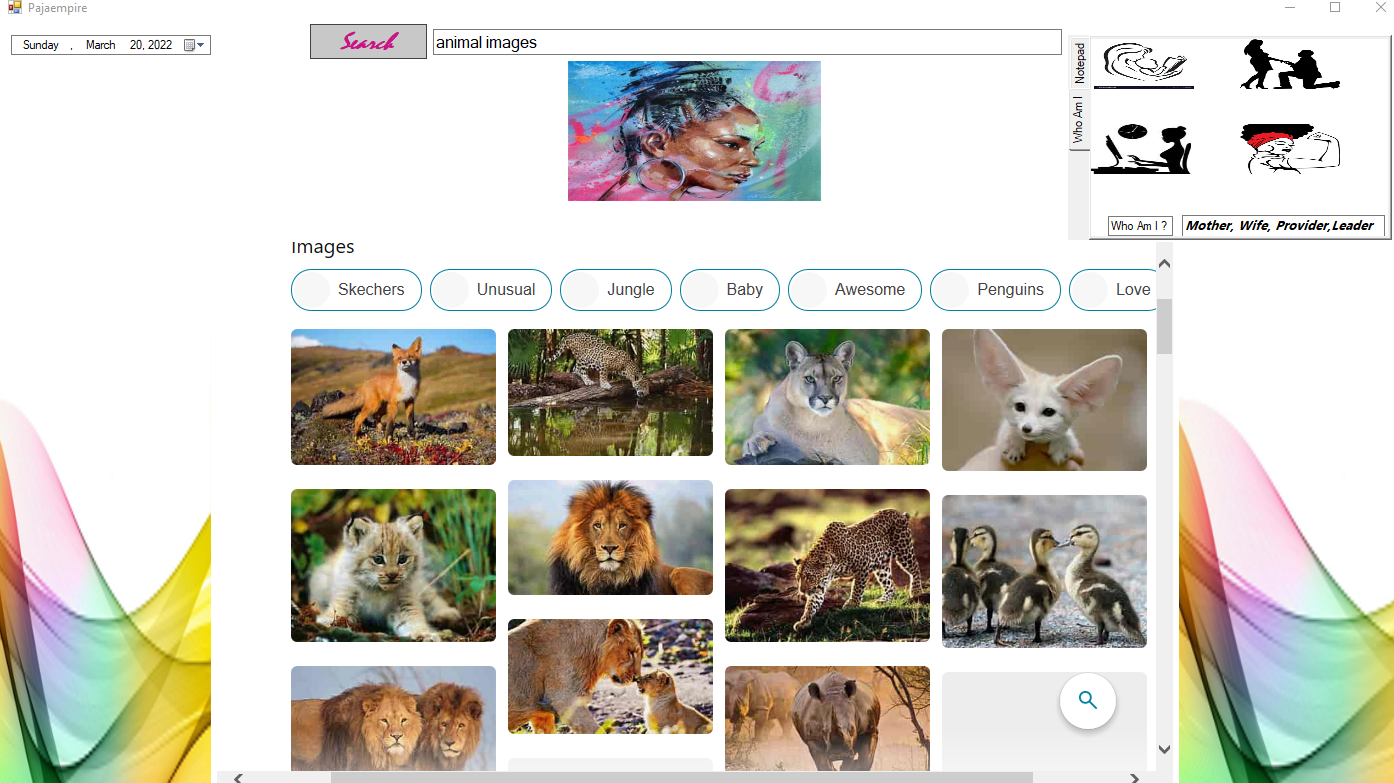 Pajaempire
Sunday , March 20, 2022
Search
animal images
Notepad
Who Am I
Who Am I ?
Mother, Wife, Provider,Leader
Images
Skechers
Unusual
Jungle
Baby
Awesome
Penguins
Love